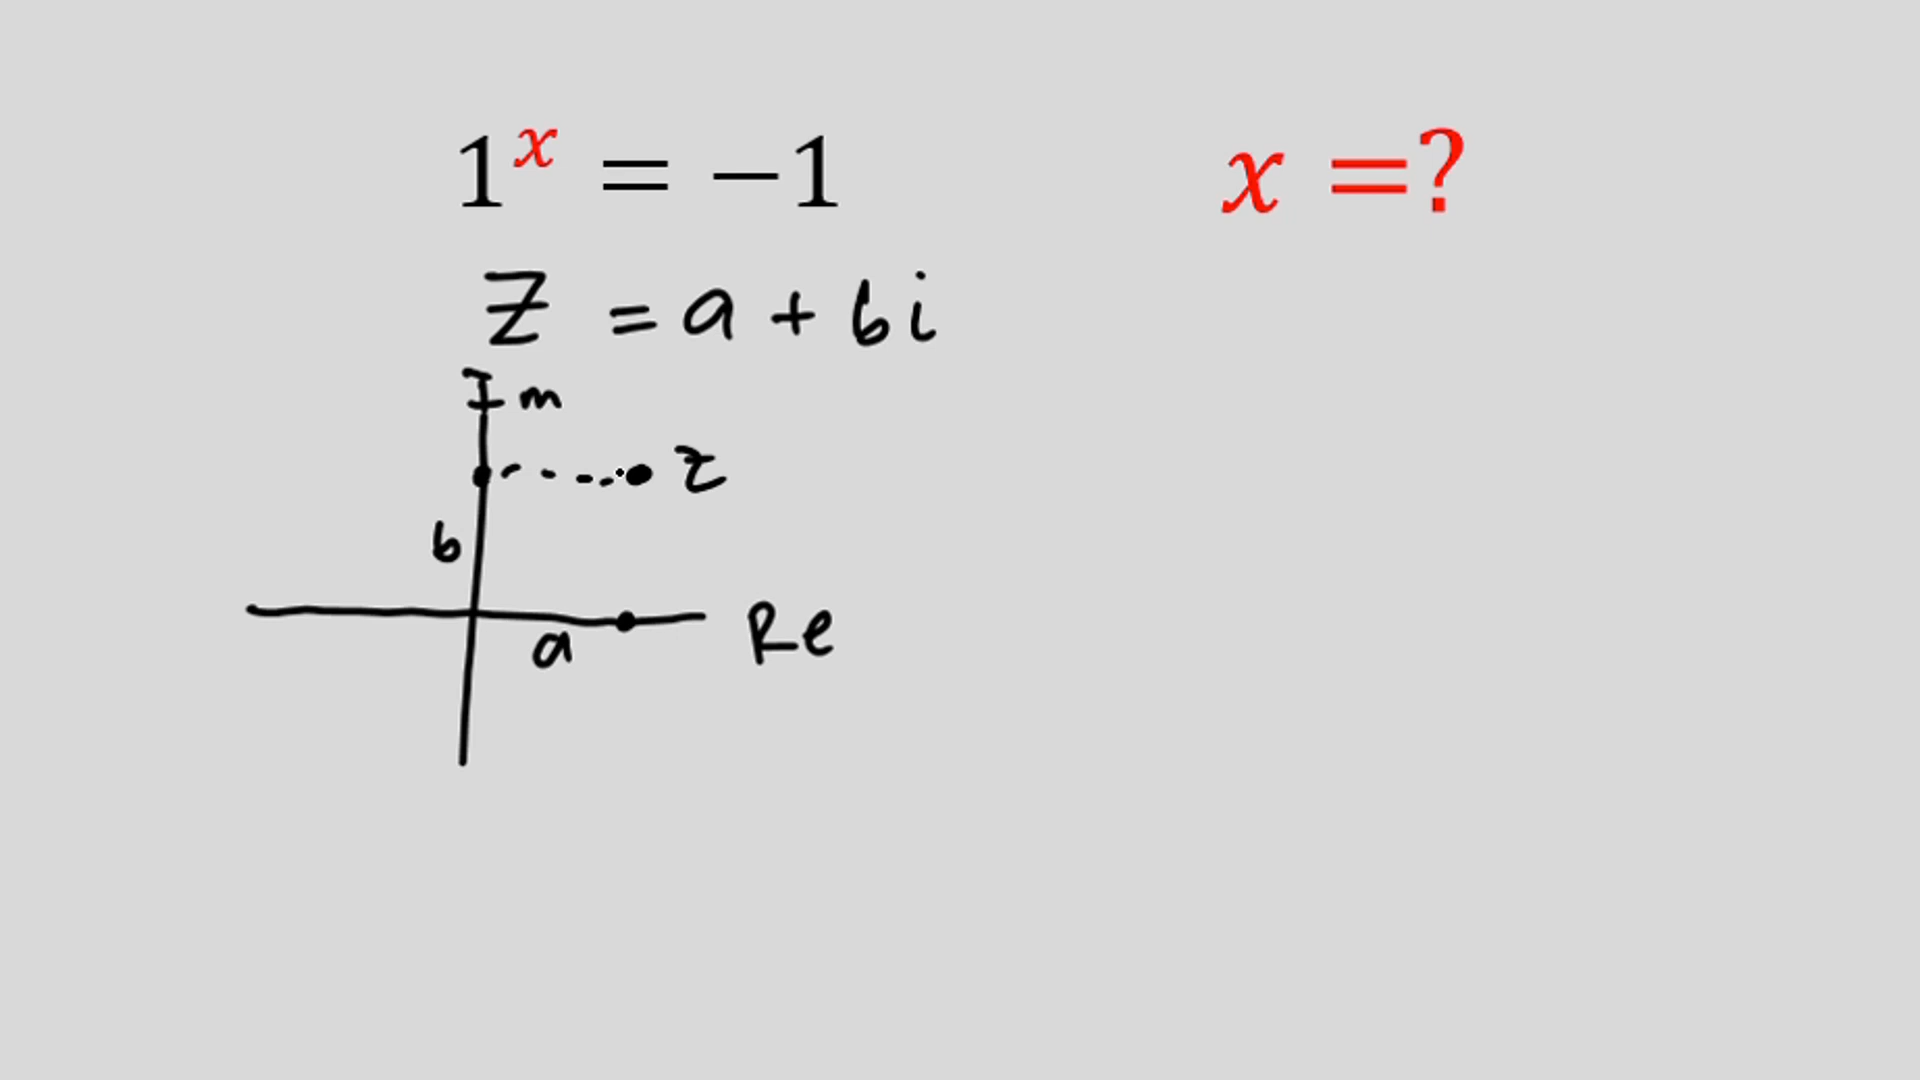 1^x = −1
x =?
Z = a + bi
Im
z
b
a
Re